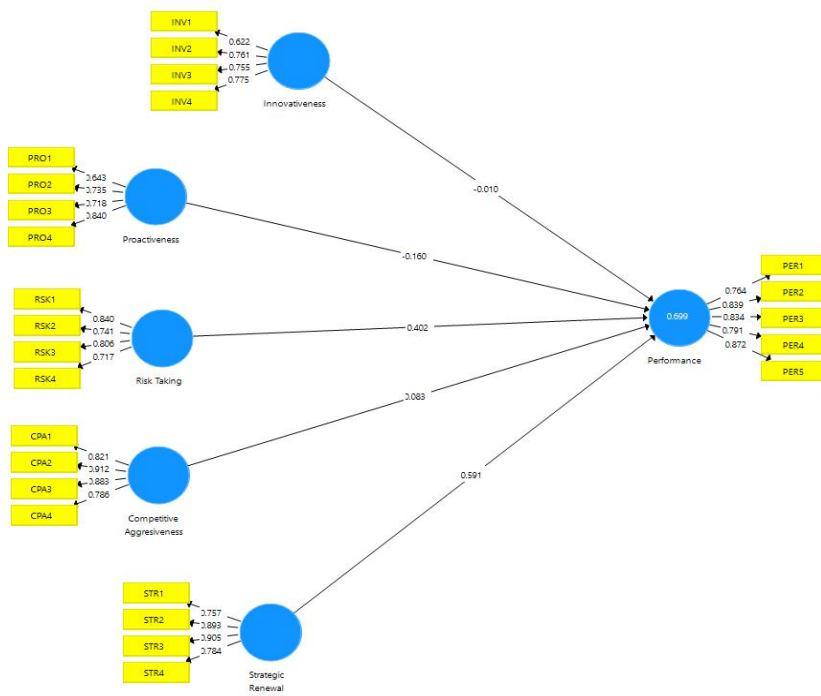 INV1
INV2
INV3
INV4
0.622
0.761
0.755
0.775
Innovativeness
-0.010
PRO1
PRO2
PRO3
PRO4
0.643
0.735
0.718
0.840
Proactiveness
-0.160
RSK1
RSK2
RSK3
RSK4
0.840
0.741
0.806
0.717
Risk Taking
0.402
CPA1
CPA2
CPA3
CPA4
0.821
0.912
0.883
0.786
Competitive
Aggresiveness
0.083
STR1
STR2
STR3
STR4
0.757
0.893
0.905
0.784
Strategic
Renewal
0.591
0.699
Performance
0.764
0.839
0.834
0.791
0.872
PER1
PER2
PER3
PER4
PER5